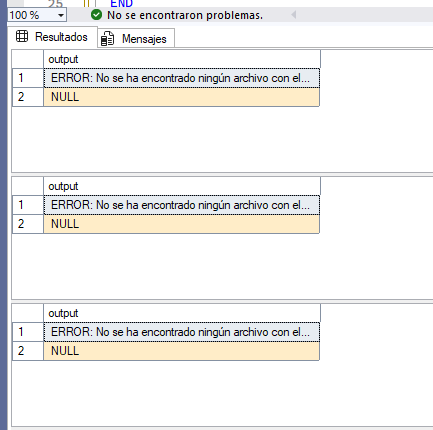 25 END
100 % No se encontraron problemas.
Resultados Mensajes
output
1 ERROR: No se ha encontrado ningún archivo con el...
2 NULL
output
1 ERROR: No se ha encontrado ningún archivo con el...
2 NULL
output
1 ERROR: No se ha encontrado ningún archivo con el...
2 NULL